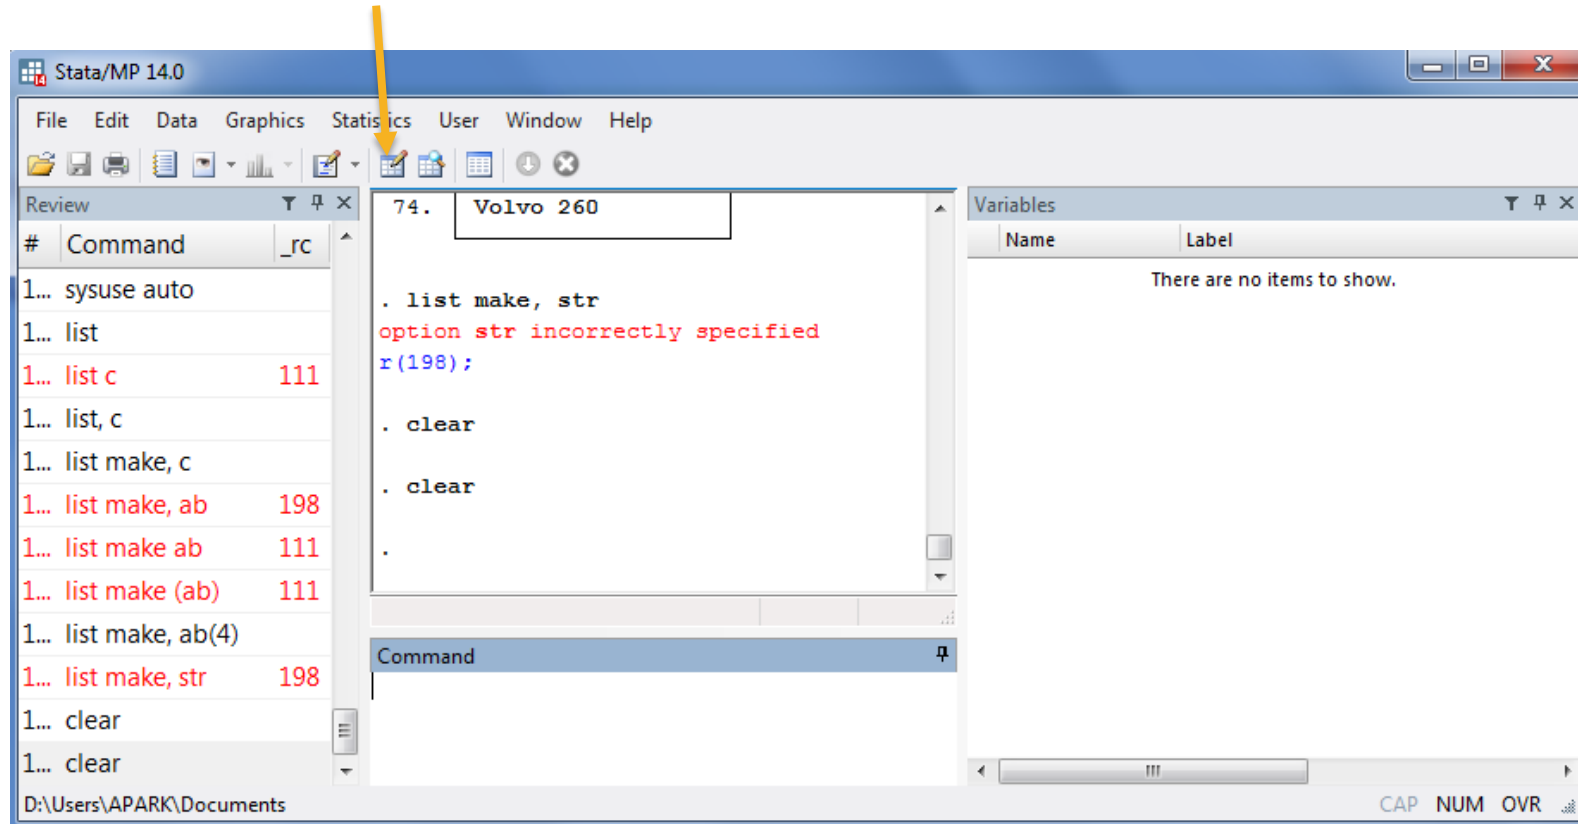 Stata/MP 14.0
File Edit Data Graphics Statistics User Window Help
Review
# Command _rc
1... sysuse auto
1... list
1... list c 111
1... list, c
1... list make, c
1... list make, ab 198
1... list make ab 111
1... list make (ab) 111
1... list make, ab(4)
1... list make, str 198
1... clear
1... clear
74. Volvo 260
. list make, str
option str incorrectly specified
r(198);
. clear
. clear
.
Command
Variables
Name Label
There are no items to show.
D:\Users\APARK\Documents
CAP NUM OVR